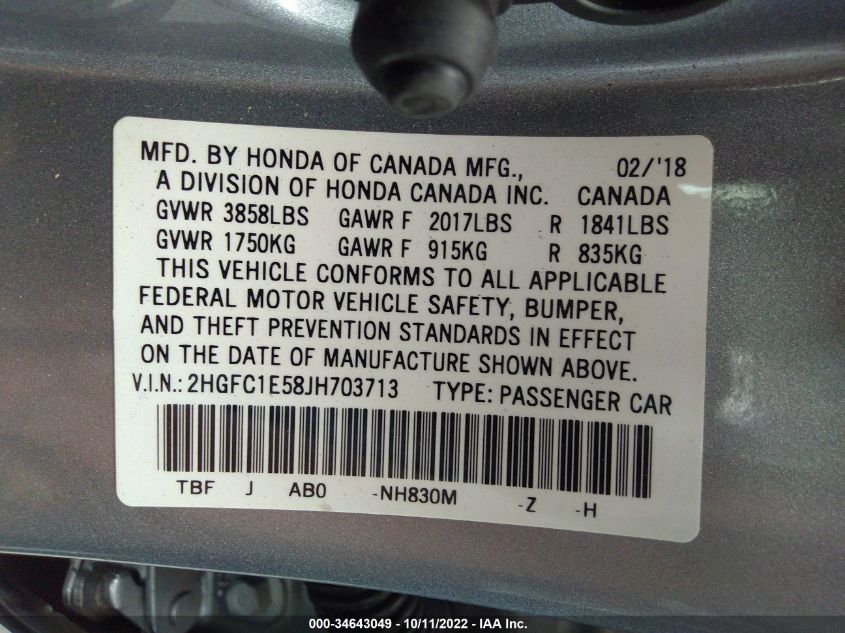 MFD. BY HONDA OF CANADA MFG., 02/'18
A DIVISION OF HONDA CANADA INC. CANADA
GVWR 3858LBS GAWR F 2017LBS R 1841LBS
GVWR 1750KG GAWR F 915KG R 835KG
THIS VEHICLE CONFORMS TO ALL APPLICABLE
FEDERAL MOTOR VEHICLE SAFETY, BUMPER,
AND THEFT PREVENTION STANDARDS IN EFFECT
ON THE DATE OF MANUFACTURE SHOWN ABOVE.
V.I.N.: 2HGFC1E58JH703713 TYPE: PASSENGER CAR
TBF J AB0 -NH830M -Z -H
000-34643049 - 10/11/2022 - IAA Inc.